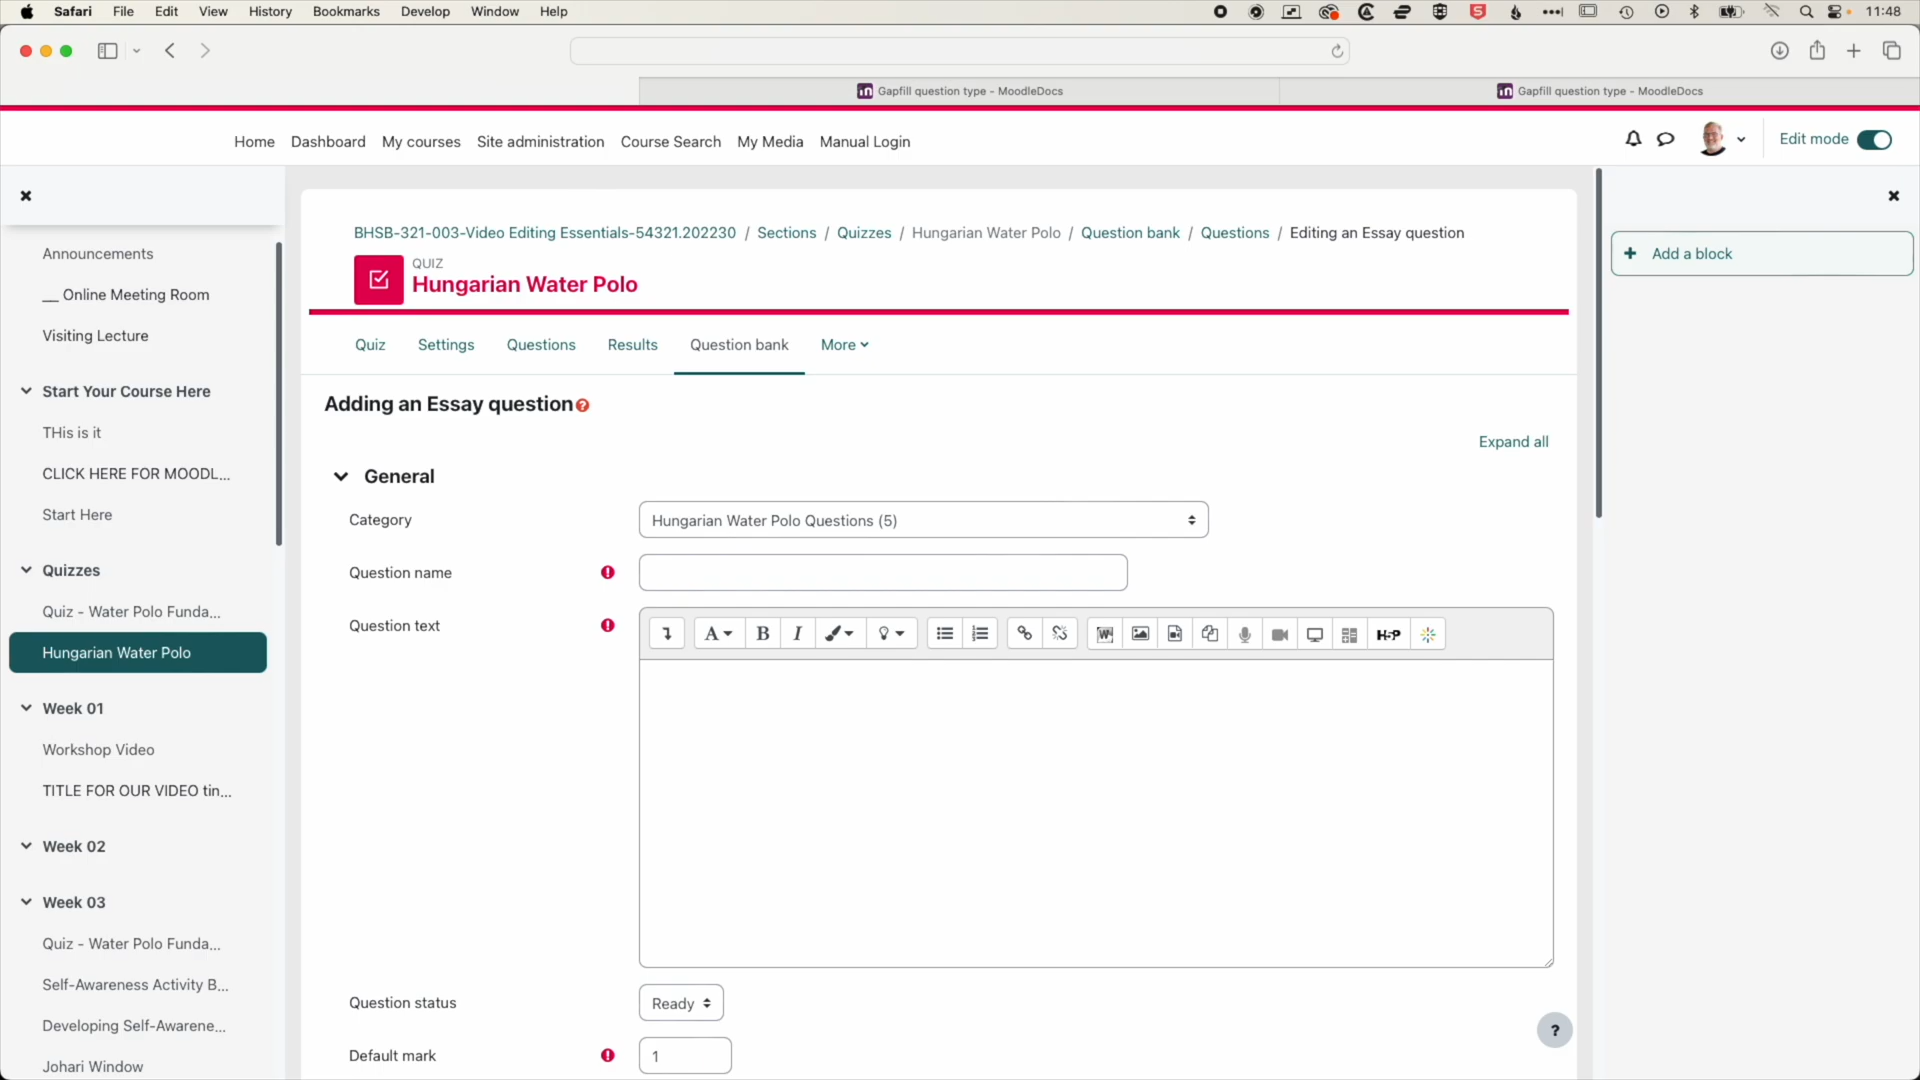 Safari File Edit View History Bookmarks Develop Window Help 11:48
Gapfill question type - MoodleDocs Gapfill question type - MoodleDocs
Home Dashboard My courses Site administration Course Search My Media Manual Login Edit mode
BHSB-321-003-Video Editing Essentials-54321.202230 / Sections / Quizzes / Hungarian Water Polo / Question bank / Questions / Editing an Essay question
QUIZ
Hungarian Water Polo
Quiz Settings Questions Results Question bank More
Adding an Essay question
Expand all
General
Category Hungarian Water Polo Questions (5)
Question name
Question text
A B I H5P
Question status Ready
Default mark 1
Announcements
__ Online Meeting Room
Visiting Lecture
Start Your Course Here
THis is it
CLICK HERE FOR MOODL...
Start Here
Quizzes
Quiz - Water Polo Funda...
Hungarian Water Polo
Week 01
Workshop Video
TITLE FOR OUR VIDEO tin...
Week 02
Week 03
Quiz - Water Polo Funda...
Self-Awareness Activity B...
Developing Self-Awarene...
Johari Window
+ Add a block
?